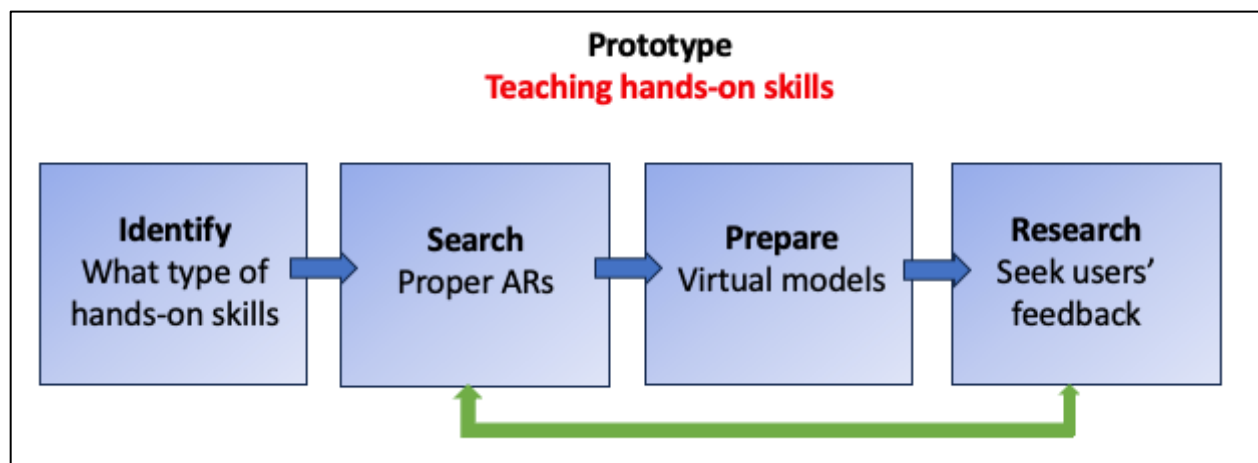 Prototype
Teaching hands-on skills
Identify
What type of
hands-on skills
Search
Proper ARs
Prepare
Virtual models
Research
Seek users’
feedback